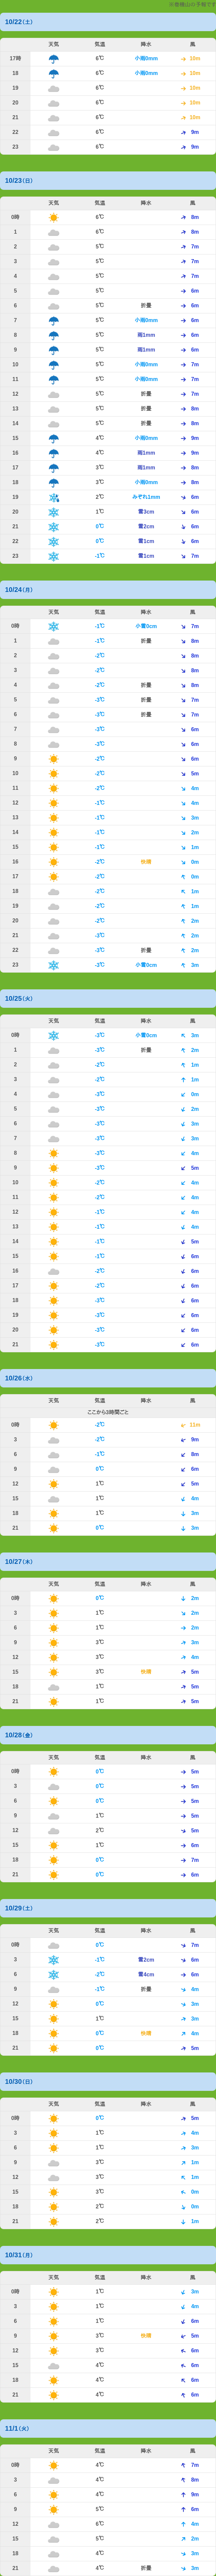 ※剣山の予報です
10/22（土）
天気 気温 降水 風
17時 6℃ 小雨0mm 10m
18 6℃ 小雨0mm 10m
19 6℃ 10m
20 6℃ 10m
21 6℃ 10m
22 6℃ 9m
23 6℃ 9m
10/23（日）
天気 気温 降水 風
0時 6℃ 8m
1 6℃ 8m
2 5℃ 7m
3 5℃ 7m
4 5℃ 7m
5 5℃ 6m
6 5℃ 折曇 6m
7 5℃ 小雨0mm 6m
8 5℃ 雨1mm 6m
9 5℃ 雨1mm 6m
10 5℃ 小雨0mm 7m
11 5℃ 小雨0mm 7m
12 5℃ 折曇 7m
13 5℃ 折曇 8m
14 5℃ 折曇 8m
15 4℃ 小雨0mm 9m
16 4℃ 雨1mm 9m
17 3℃ 雨1mm 8m
18 3℃ 小雨0mm 8m
19 2℃ みぞれ1mm 6m
20 1℃ 雪3cm 7m
21 0℃ 雪2cm 6m
22 0℃ 雪1cm 6m
23 -1℃ 雪1cm 7m
10/24（月）
天気 気温 降水 風
0時 -1℃ 小雪0cm 7m
1 -1℃ 折曇 8m
2 -2℃ 8m
3 -2℃ 8m
4 -2℃ 折曇 8m
5 -3℃ 折曇 7m
6 -3℃ 折曇 7m
7 -3℃ 6m
8 -3℃ 6m
9 -2℃ 6m
10 -2℃ 5m
11 -2℃ 4m
12 -1℃ 4m
13 -1℃ 3m
14 -1℃ 2m
15 -1℃ 1m
16 -2℃ 快晴 0m
17 -2℃ 0m
18 -2℃ 1m
19 -2℃ 1m
20 -2℃ 2m
21 -3℃ 2m
22 -3℃ 折曇 2m
23 -3℃ 小雪0cm 3m
10/25（火）
天気 気温 降水 風
0時 -3℃ 小雪0cm 3m
1 -3℃ 折曇 2m
2 -2℃ 1m
3 -2℃ 1m
4 -3℃ 0m
5 -3℃ 2m
6 -3℃ 3m
7 -3℃ 3m
8 -3℃ 4m
9 -3℃ 5m
10 -2℃ 4m
11 -2℃ 4m
12 -1℃ 4m
13 -1℃ 4m
14 -1℃ 5m
15 -1℃ 6m
16 -2℃ 6m
17 -2℃ 6m
18 -3℃ 6m
19 -3℃ 6m
20 -3℃ 6m
21 -3℃ 6m
10/26（水）
天気 気温 降水 風
ここから3時間ごと
0時 -2℃ 11m
3 -2℃ 9m
6 -1℃ 8m
9 0℃ 6m
12 1℃ 5m
15 1℃ 4m
18 1℃ 3m
21 0℃ 3m
10/27（木）
天気 気温 降水 風
0時 0℃ 2m
3 1℃ 2m
6 1℃ 2m
9 3℃ 3m
12 3℃ 4m
15 3℃ 快晴 5m
18 1℃ 5m
21 1℃ 5m
10/28（金）
天気 気温 降水 風
0時 0℃ 5m
3 0℃ 5m
6 0℃ 5m
9 1℃ 5m
12 2℃ 5m
15 1℃ 6m
18 0℃ 7m
21 0℃ 6m
10/29（土）
天気 気温 降水 風
0時 0℃ 7m
3 -1℃ 雪2cm 6m
6 -2℃ 雪4cm 6m
9 -1℃ 折曇 4m
12 0℃ 3m
15 1℃ 3m
18 0℃ 快晴 4m
21 0℃ 5m
10/30（日）
天気 気温 降水 風
0時 0℃ 5m
3 1℃ 4m
6 1℃ 3m
9 3℃ 1m
12 3℃ 1m
15 3℃ 0m
18 2℃ 0m
21 2℃ 1m
10/31（月）
天気 気温 降水 風
0時 1℃ 3m
3 1℃ 4m
6 1℃ 6m
9 3℃ 快晴 5m
12 3℃ 6m
15 4℃ 6m
18 4℃ 6m
21 4℃ 6m
11/1（火）
天気 気温 降水 風
0時 4℃ 7m
3 4℃ 8m
6 4℃ 9m
9 5℃ 6m
12 6℃ 4m
15 5℃ 2m
18 4℃ 3m
21 4℃ 折曇 3m